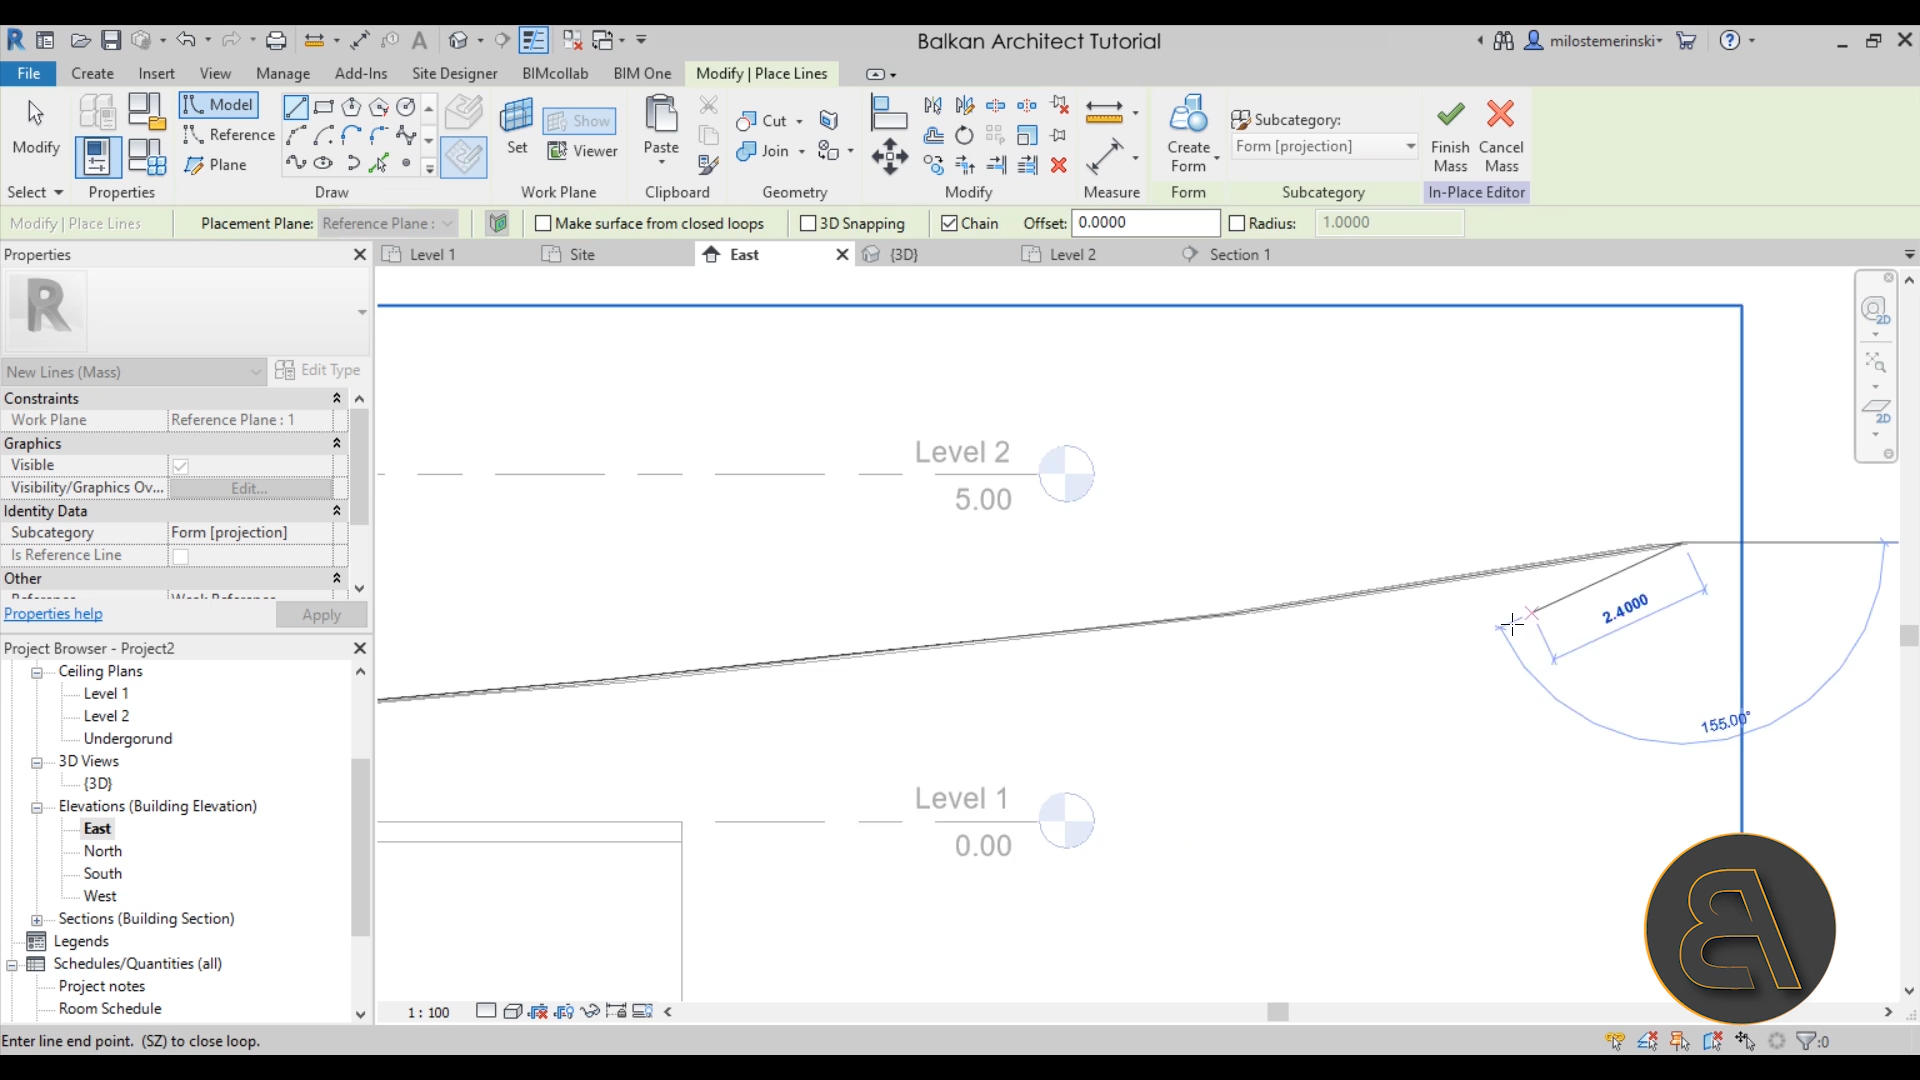 Balkan Architect Tutorial
milostemerinski
File Create Insert View Manage Add-Ins Site Designer BIMcollab BIM One Modify | Place Lines
Modify
Model
Reference
Plane
Set
Show
Viewer
Paste
Cut
Join
Create Form
Subcategory:
Form [projection]
Finish Mass
Cancel Mass
Select Properties Draw Work Plane Clipboard Geometry Modify Measure Form Subcategory In-Place Editor
Modify | Place Lines Placement Plane: Reference Plane : Make surface from closed loops 3D Snapping Chain Offset: 0.0000 Radius: 1.0000
Properties
Level 1 Site East {3D} Level 2 Section 1
R
New Lines (Mass) Edit Type
Constraints
Work Plane Reference Plane : 1
Graphics
Visible
Visibility/Graphics Ov... Edit...
Identity Data
Subcategory Form [projection]
Is Reference Line
Other
Reference Weak Reference
Properties help Apply
Project Browser - Project2
Ceiling Plans
Level 1
Level 2
Undergorund
3D Views
{3D}
Elevations (Building Elevation)
East
North
South
West
Sections (Building Section)
Legends
Schedules/Quantities (all)
Project notes
Room Schedule
Level 2
5.00
2.4000
155.00°
Level 1
0.00
2D
2D
1 : 100
Enter line end point. (SZ) to close loop.
:0